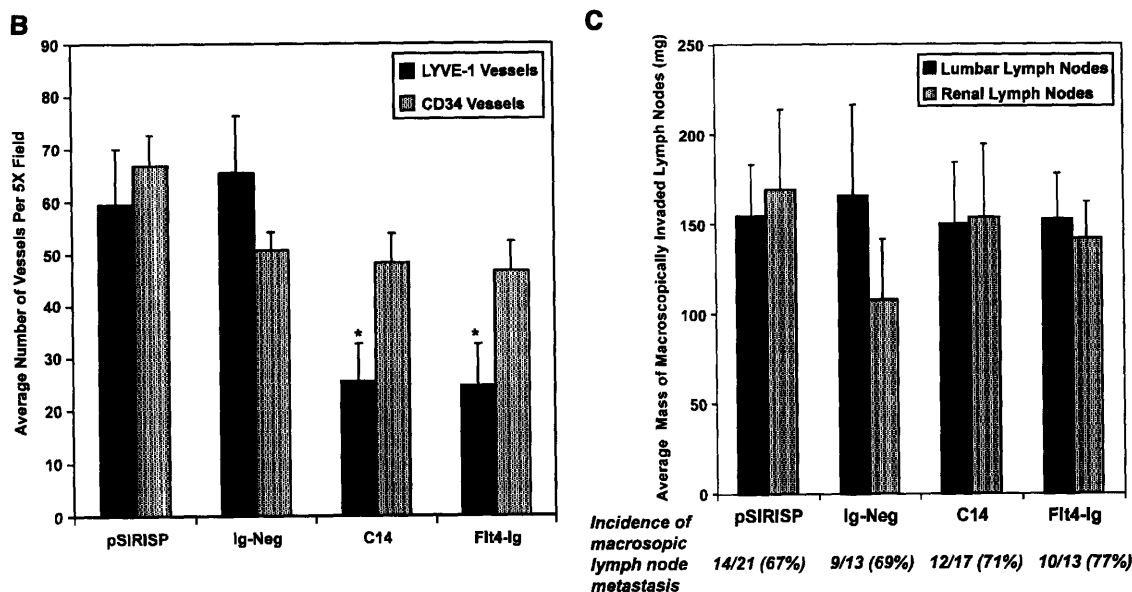 B
Average Number of Vessels Per 5X Field
90
80
70
60
50
40
30
20
10
0
LYVE-1 Vessels
CD34 Vessels
*
*
pSIRISP
Ig-Neg
C14
Flt4-Ig
C
Average Mass of Macroscopically Invaded Lymph Nodes (mg)
250
200
150
100
50
0
Lumbar Lymph Nodes
Renal Lymph Nodes
pSIRISP
Ig-Neg
C14
Flt4-Ig
Incidence of
macrosopic
lymph node
metastasis
14/21 (67%)
9/13 (69%)
12/17 (71%)
10/13 (77%)